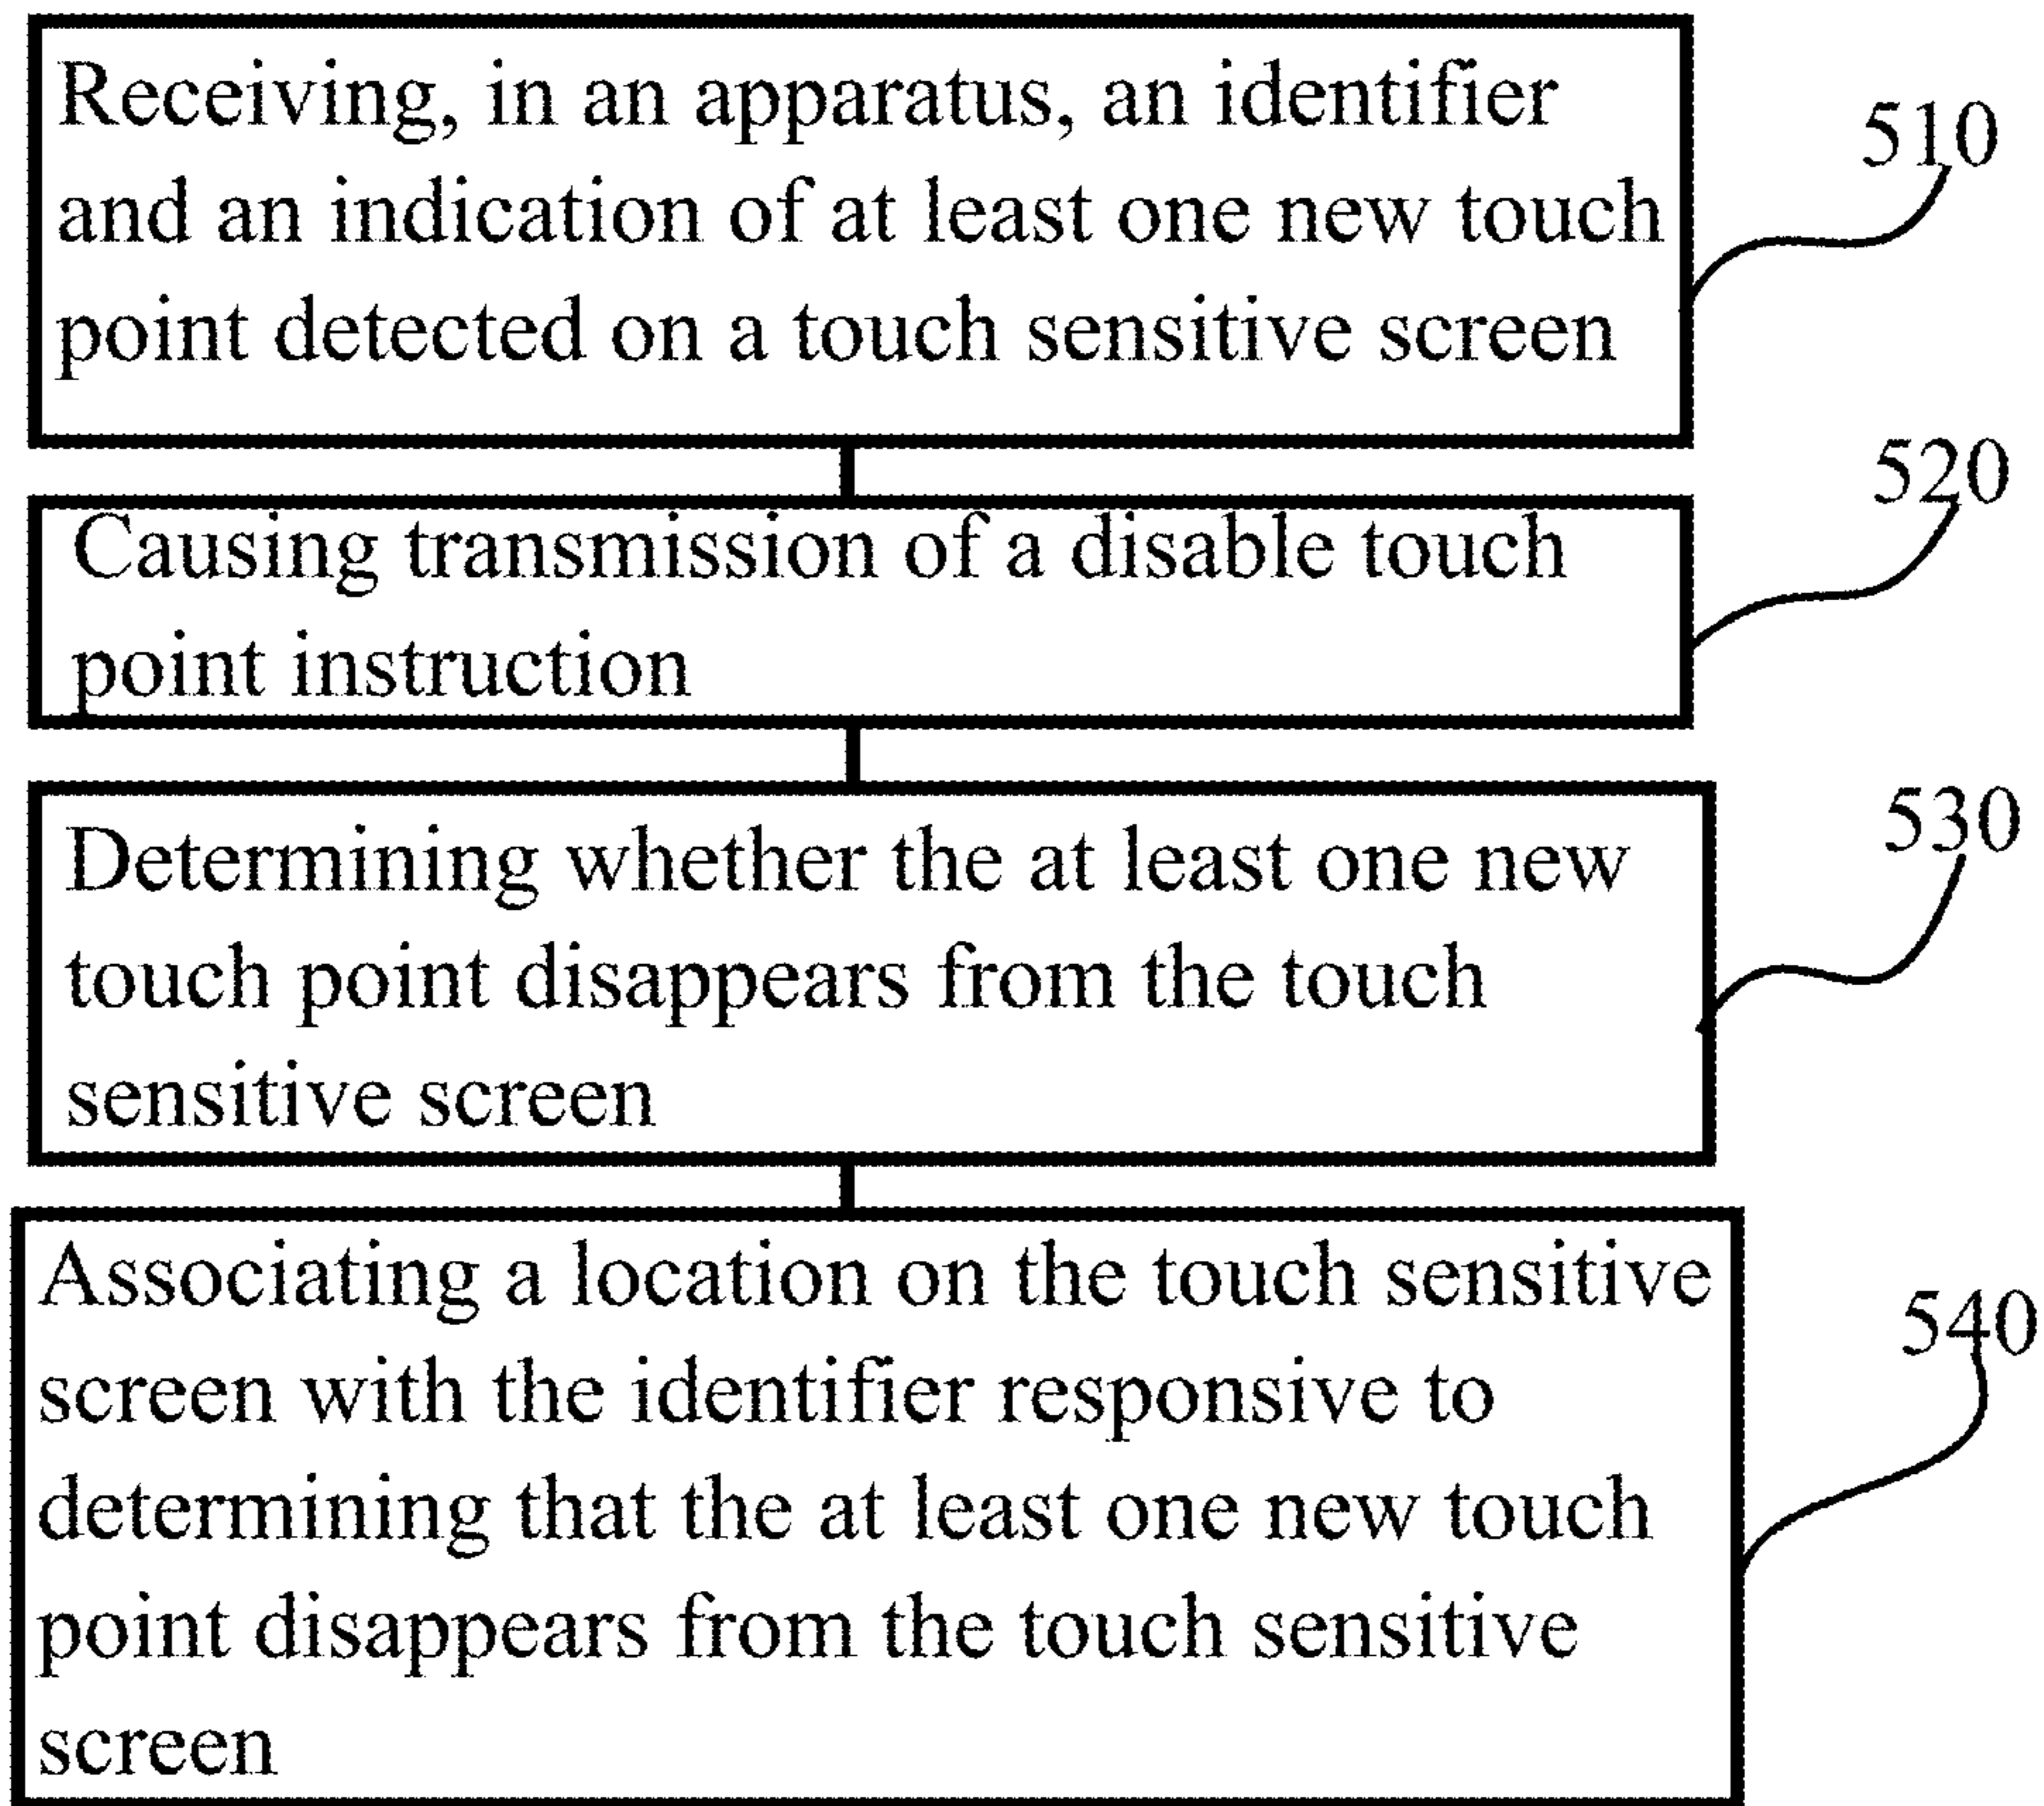 Receiving, in an apparatus, an identifier
and an indication of at least one new touch
point detected on a touch sensitive screen
510
Causing transmission of a disable touch
point instruction
520
Determining whether the at least one new
touch point disappears from the touch
sensitive screen
530
Associating a location on the touch sensitive
screen with the identifier responsive to
determining that the at least one new touch
point disappears from the touch sensitive
screen
540